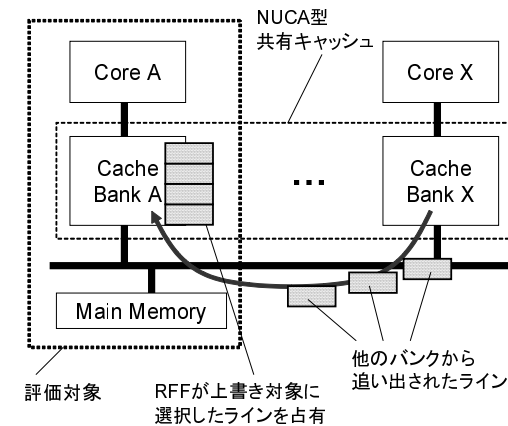 NUCA型
共有キャッシュ
Core A
Core X
Cache
Bank A
...
Cache
Bank X
Main Memory
評価対象
RFFが上書き対象に
選択したラインを占有
他のバンクから
追い出されたライン